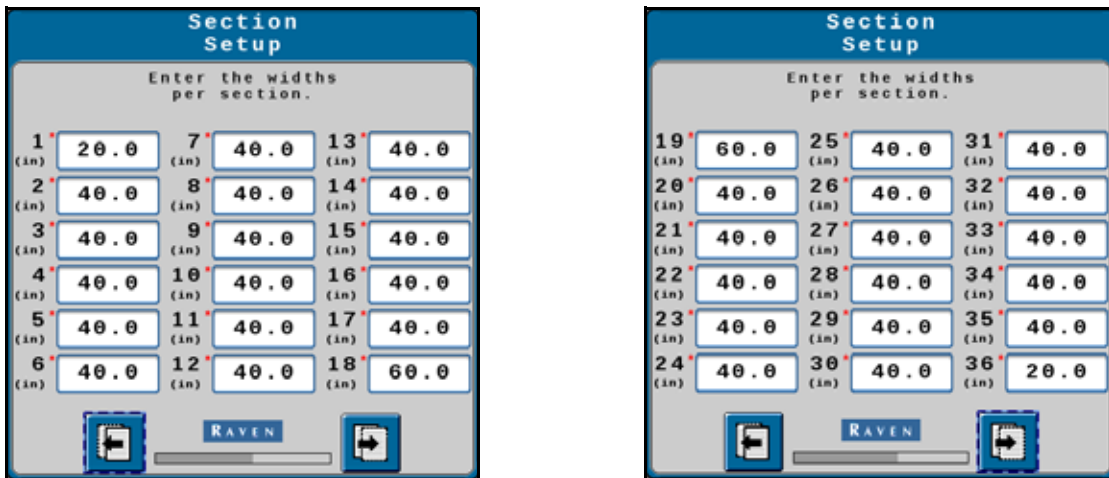 Section
Setup
Enter the widths
per section.
1* 20.0 7* 40.0 13* 40.0
(in) (in) (in)
2* 40.0 8* 40.0 14* 40.0
(in) (in) (in)
3* 40.0 9* 40.0 15* 40.0
(in) (in) (in)
4* 40.0 10* 40.0 16* 40.0
(in) (in) (in)
5* 40.0 11* 40.0 17* 40.0
(in) (in) (in)
6* 40.0 12* 40.0 18* 60.0
(in) (in) (in)
RAVEN
Section
Setup
Enter the widths
per section.
19* 60.0 25* 40.0 31* 40.0
(in) (in) (in)
20* 40.0 26* 40.0 32* 40.0
(in) (in) (in)
21* 40.0 27* 40.0 33* 40.0
(in) (in) (in)
22* 40.0 28* 40.0 34* 40.0
(in) (in) (in)
23* 40.0 29* 40.0 35* 40.0
(in) (in) (in)
24* 40.0 30* 40.0 36* 20.0
(in) (in) (in)
RAVEN